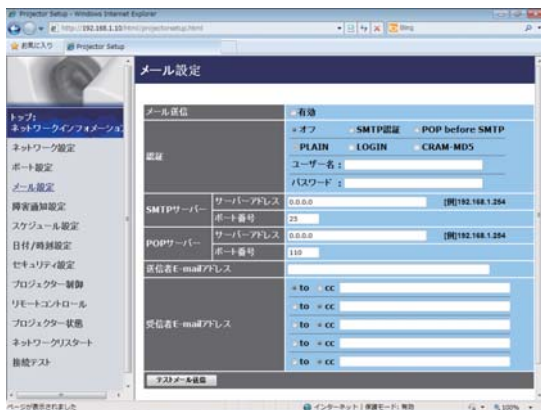 Projector Setup - Windows Internet Explorer
http://192.168.1.10/html/projectorsetup.html
Bing
お気に入り
Projector Setup
トップ:
ネットワークインフォメーション
ネットワーク設定
ポート設定
メール設定
障害通知設定
スケジュール設定
日付/時刻設定
セキュリティ設定
プロジェクター制御
リモートコントロール
プロジェクター状態
ネットワークリスタート
接続テスト
メール設定
メール送信 有効
認証
オフ SMTP認証 POP before SMTP
PLAIN LOGIN CRAM-MD5
ユーザー名 :
パスワード :
SMTPサーバー
サーバーアドレス 0.0.0.0 [例]192.168.1.254
ポート番号 25
POPサーバー
サーバーアドレス 0.0.0.0 [例]192.168.1.254
ポート番号 110
送信者E-mailアドレス
受信者E-mailアドレス
to cc
to cc
to cc
to cc
to cc
テストメール送信
ページが表示されました
インターネット | 保護モード: 無効
100%